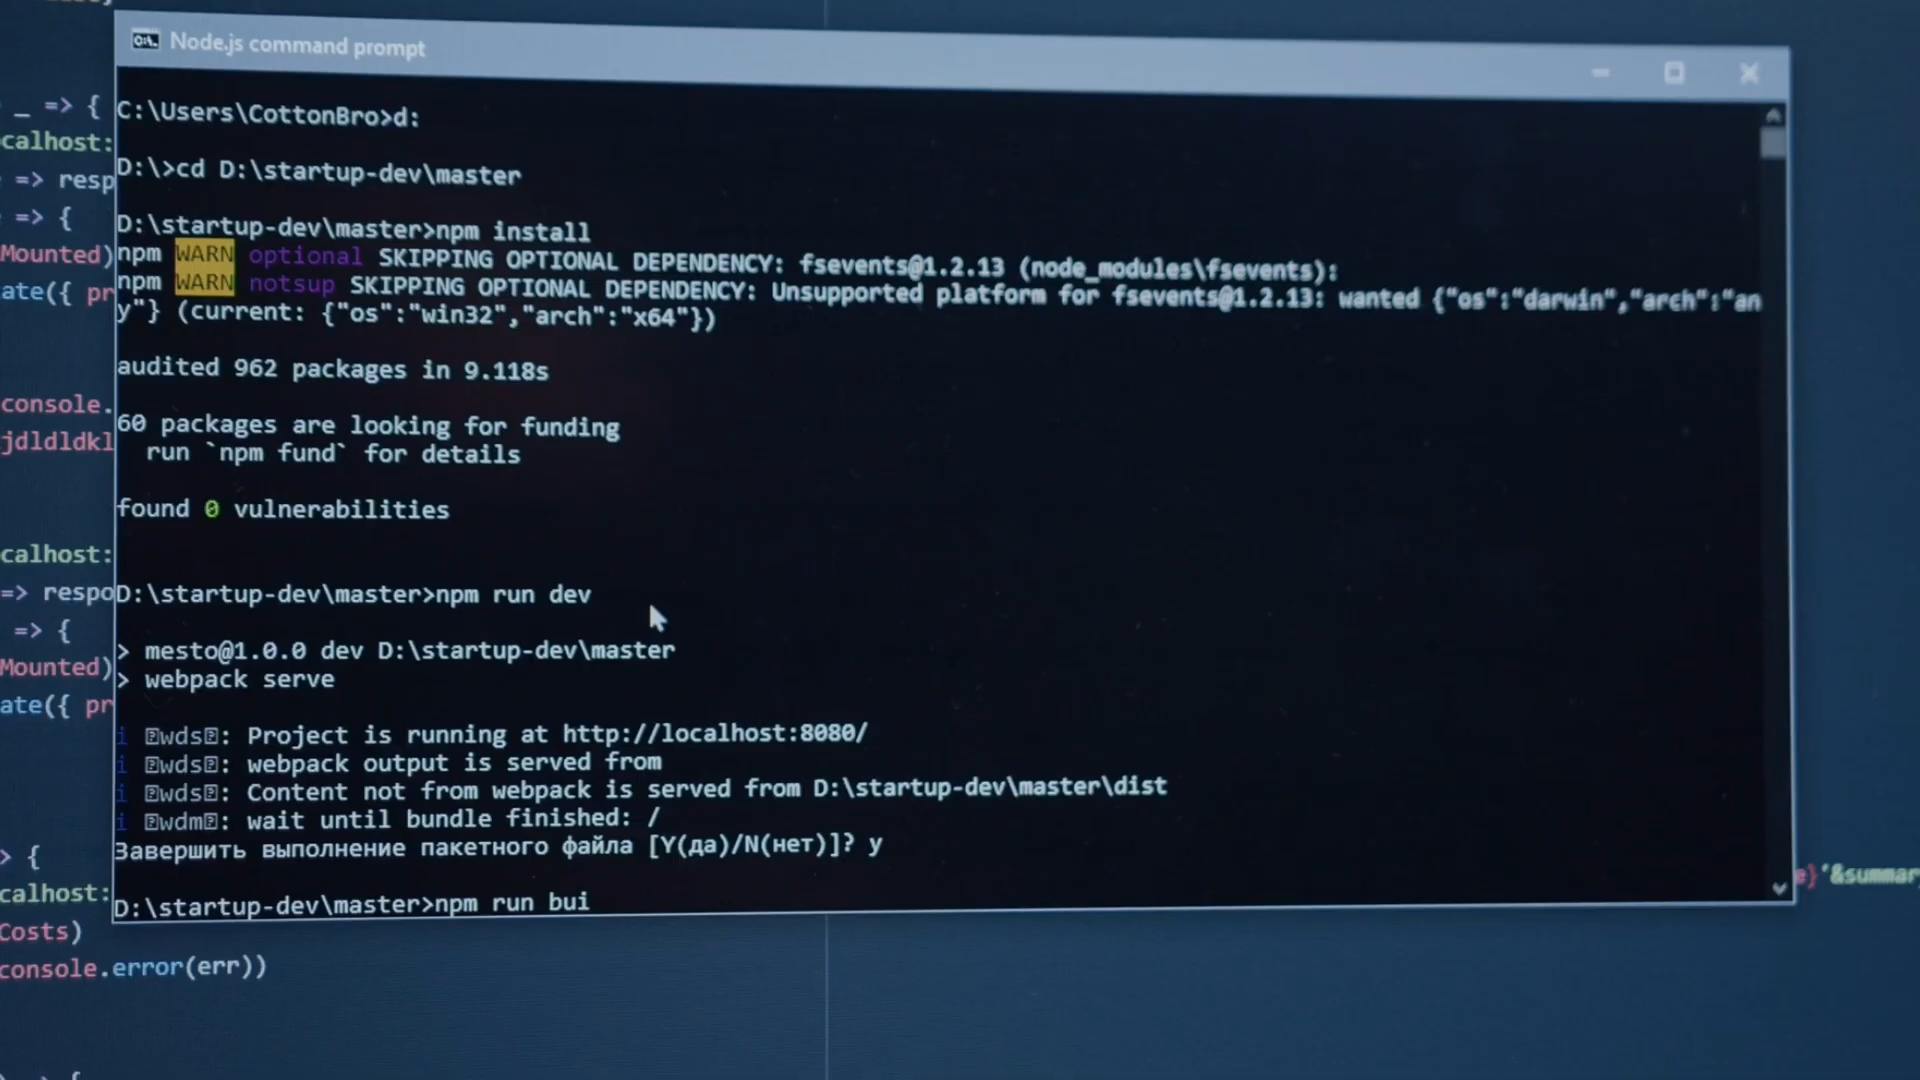 Node.js command prompt
C:\Users\CottonBro>d:
D:\>cd D:\startup-dev\master
D:\startup-dev\master>npm install
npm WARN optional SKIPPING OPTIONAL DEPENDENCY: fsevents@1.2.13 (node_modules\fsevents):
npm WARN notsup SKIPPING OPTIONAL DEPENDENCY: Unsupported platform for fsevents@1.2.13: wanted {"os":"darwin","arch":"an
y"} (current: {"os":"win32","arch":"x64"})
audited 962 packages in 9.118s
60 packages are looking for funding
run `npm fund` for details
found 0 vulnerabilities
D:\startup-dev\master>npm run dev
> mesto@1.0.0 dev D:\startup-dev\master
> webpack serve
i ?wds?: Project is running at http://localhost:8080/
i ?wds?: webpack output is served from
i ?wds?: Content not from webpack is served from D:\startup-dev\master\dist
i ?wdm?: wait until bundle finished: /
Завершить выполнение пакетного файла [Y(да)/N(нет)]? y
D:\startup-dev\master>npm run bui
_ => {
calhost:
=> resp
=> {
Mounted)
ate({ pr
console.
jdldldkl
calhost:
=> respo
=> {
Mounted)
ate({ pr
> {
calhost:
Costs)
console.error(err))
}'&summar